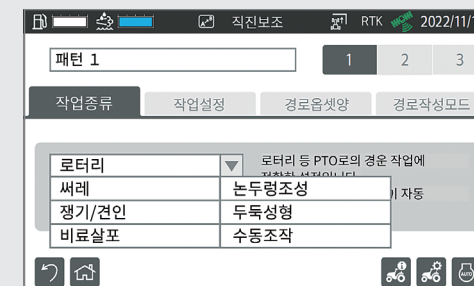 직진보조 RTK 2022/11/1
패턴 1
1 2 3
작업종류 작업설정 경로옵셋양 경로작성모드
로터리
로터리 등 PTO로의 경운 작업에
써레 논두렁조성
자동
쟁기/견인 두둑성형
비료살포 수동조작
AUTO